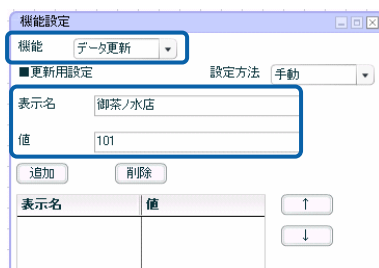 機能設定
機能 データ更新
■更新用設定 設定方法 手動
表示名 御茶ノ水店
値 101
追加 削除
表示名 値 ↑
↓